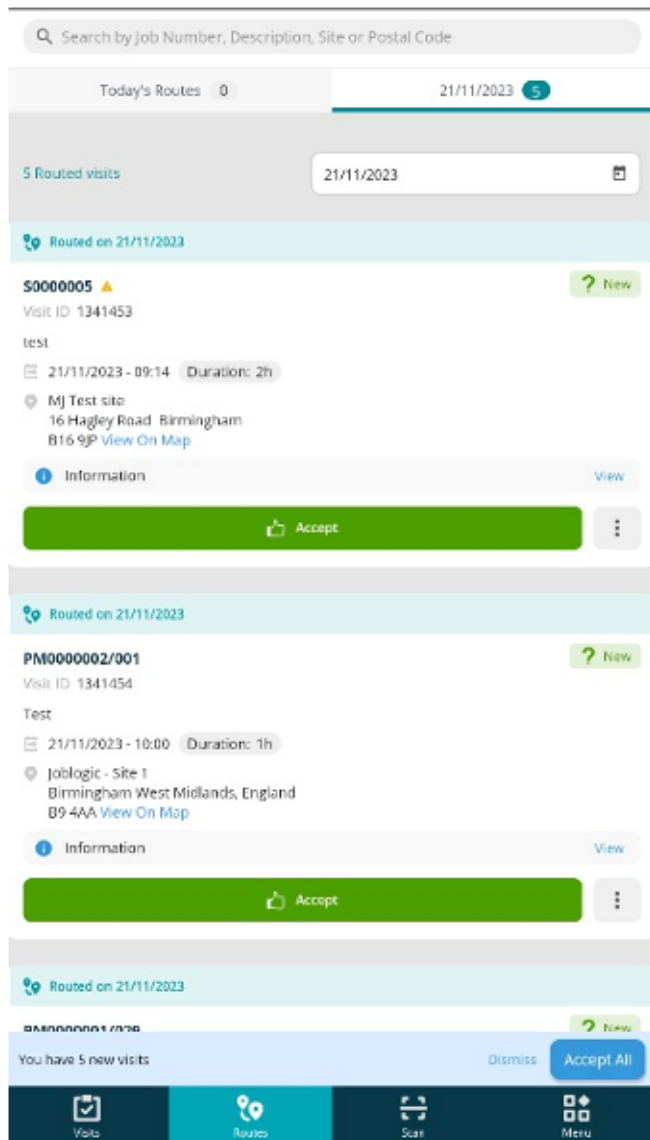 Search by Job Number, Description, Site or Postal Code
Today's Routes 0
21/11/2023 5
5 Routed visits
21/11/2023
Routed on 21/11/2023
S0000005
? New
Visit ID 1341453
test
21/11/2023 - 09:14 Duration: 2h
MJ Test site
16 Hagley Road Birmingham
B16 9JP View On Map
Information View
Accept
Routed on 21/11/2023
PM0000002/001
? New
Visit ID 1341454
Test
21/11/2023 - 10:00 Duration: 1h
Joblogic - Site 1
Birmingham West Midlands, England
B9 4AA View On Map
Information View
Accept
Routed on 21/11/2023
PM0000001/029
? New
You have 5 new visits
Dismiss
Accept All
Visits Routes Scan Menu